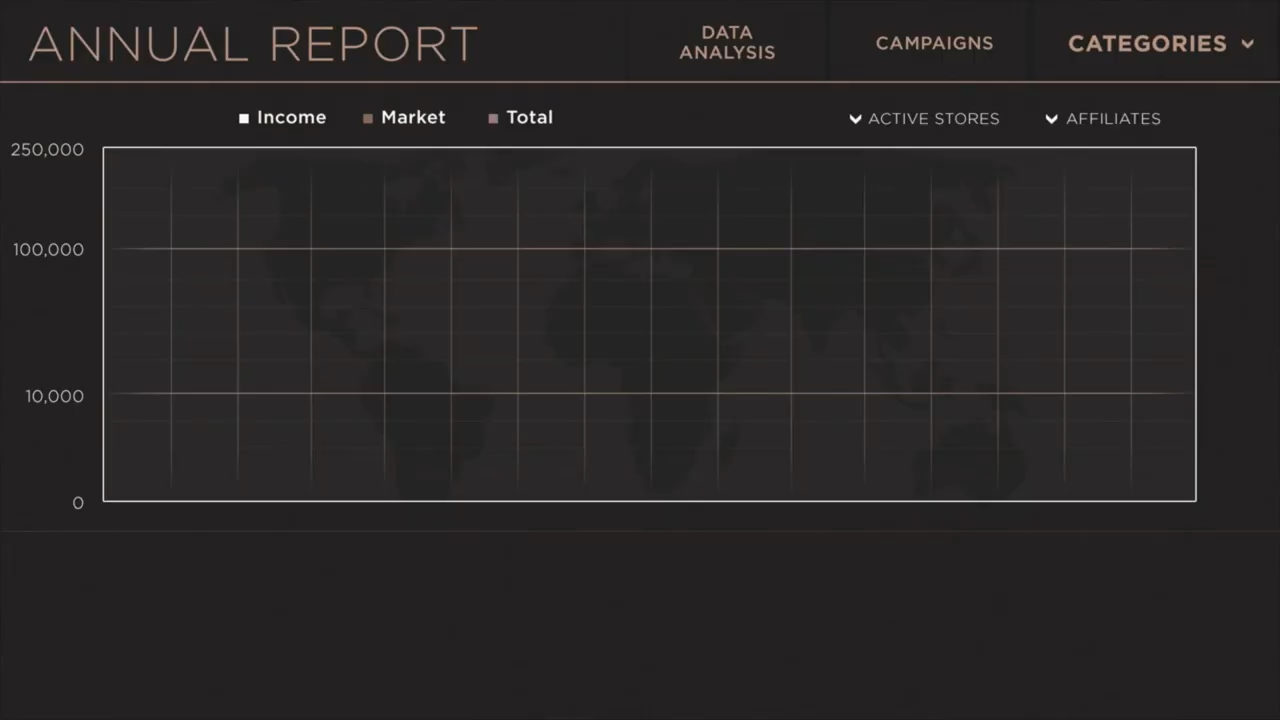 ANNUAL REPORT
DATA
ANALYSIS
CAMPAIGNS
CATEGORIES
Income
Market
Total
ACTIVE STORES
AFFILIATES
250,000
100,000
10,000
0